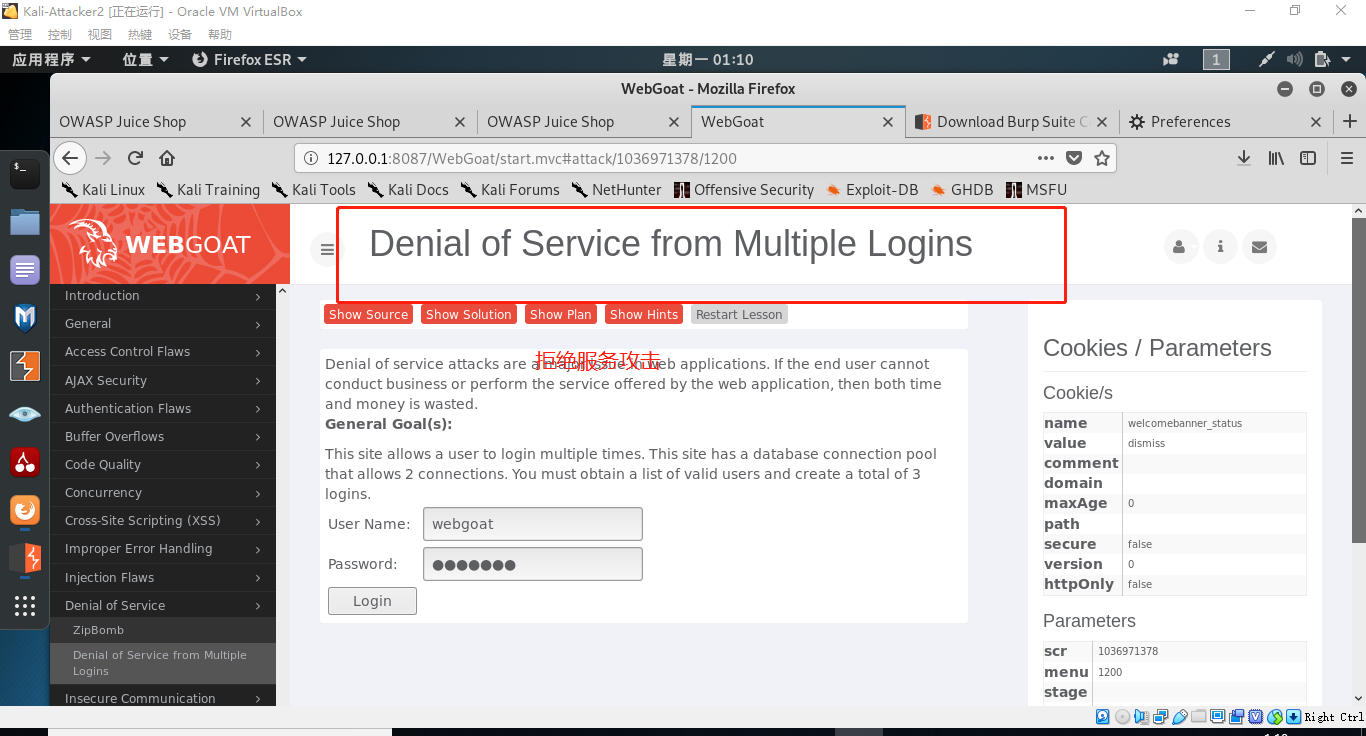 Kali-Attacker2 [正在运行] - Oracle VM VirtualBox
管理 控制 视图 热键 设备 帮助
应用程序 位置 Firefox ESR 星期一 01:10 1
WebGoat - Mozilla Firefox
OWASP Juice Shop OWASP Juice Shop OWASP Juice Shop WebGoat Download Burp Suite C Preferences
127.0.0.1:8087/WebGoat/start.mvc#attack/1036971378/1200
Kali Linux Kali Training Kali Tools Kali Docs Kali Forums NetHunter Offensive Security Exploit-DB GHDB MSFU
WEBGOAT
Denial of Service from Multiple Logins
Introduction
General
Access Control Flaws
AJAX Security
Authentication Flaws
Buffer Overflows
Code Quality
Concurrency
Cross-Site Scripting (XSS)
Improper Error Handling
Injection Flaws
Denial of Service
ZipBomb
Denial of Service from Multiple
Logins
Insecure Communication
Show Source Show Solution Show Plan Show Hints Restart Lesson
拒绝服务攻击
Denial of service attacks are a major issue in web applications. If the end user cannot
conduct business or perform the service offered by the web application, then both time
and money is wasted.
General Goal(s):
This site allows a user to login multiple times. This site has a database connection pool
that allows 2 connections. You must obtain a list of valid users and create a total of 3
logins.
User Name: webgoat
Password: ●●●●●●●
Login
Cookies / Parameters
Cookie/s
name welcomebanner_status
value dismiss
comment
domain
maxAge 0
path
secure false
version 0
httpOnly false
Parameters
scr 1036971378
menu 1200
stage
Right Ctrl